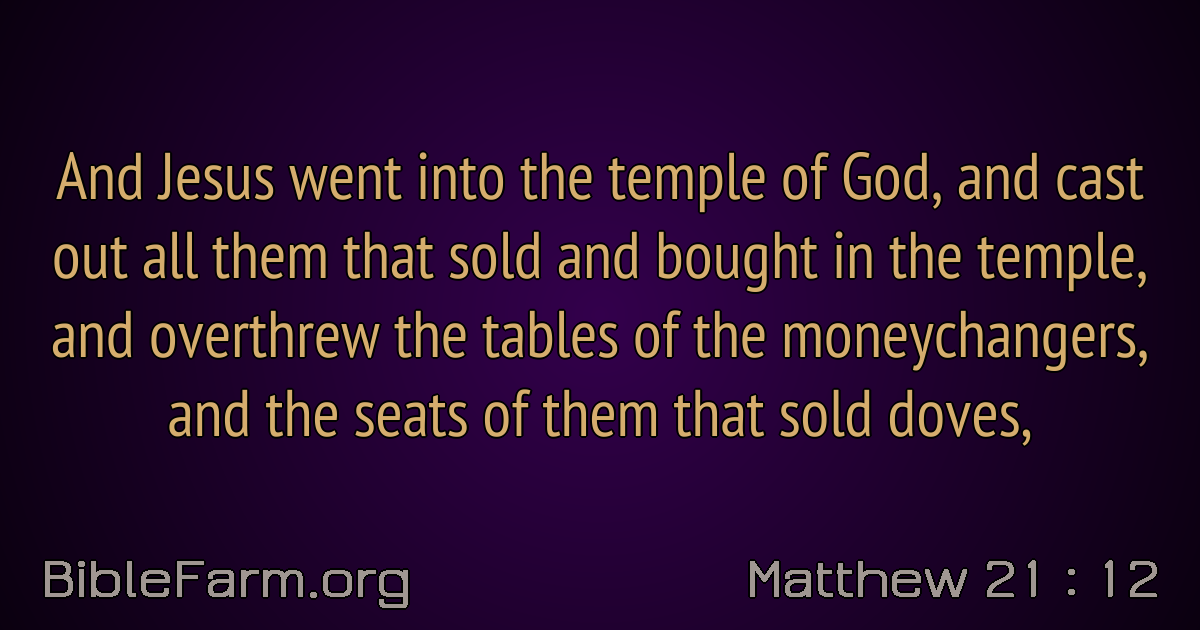 And Jesus went into the temple of God, and cast
out all them that sold and bought in the temple,
and overthrew the tables of the moneychangers,
and the seats of them that sold doves,
BibleFarm.org
Matthew 21 : 12